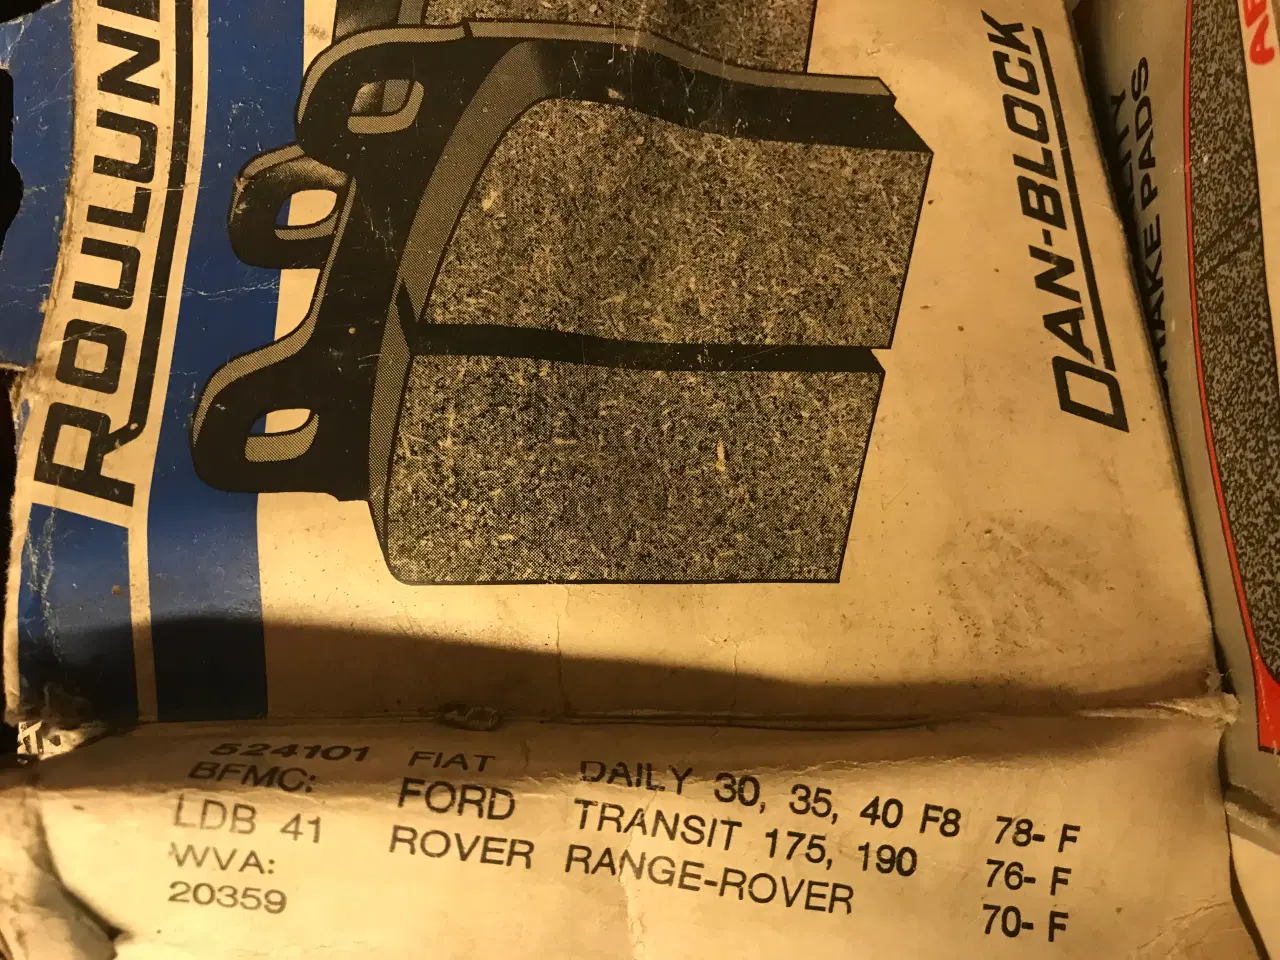 ROULUN
DAN-BLOCK
BRAKE PADS
524101 FIAT DAILY 30, 35, 40 F8 78- F
BFMC: FORD TRANSIT 175, 190 76- F
LDB 41 ROVER RANGE-ROVER 70- F
WVA:
20359